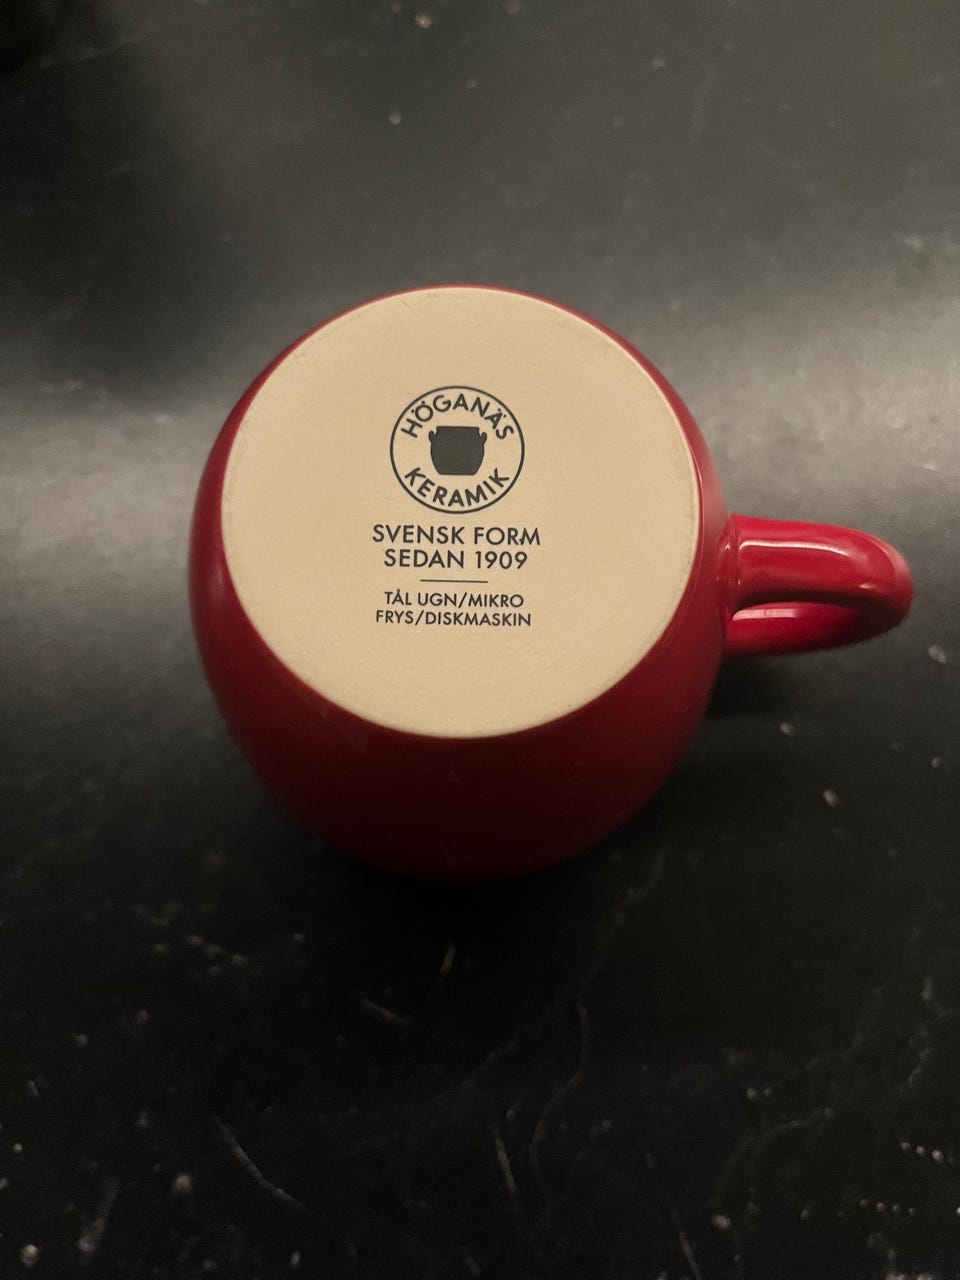 HÖGANÄS
KERAMIK
SVENSK FORM
SEDAN 1909
TÅL UGN/MIKRO
FRYS/DISKMASKIN